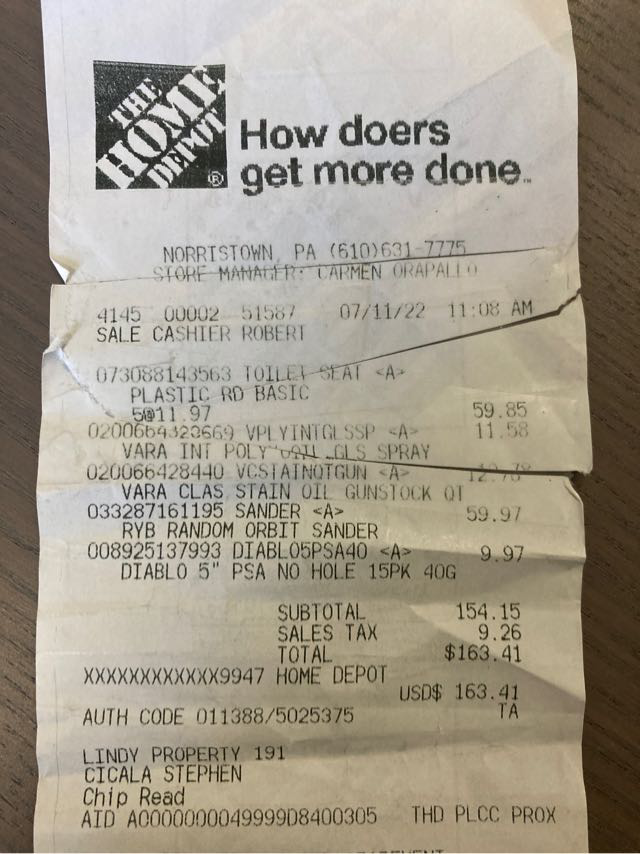 THE
HOME
DEPOT
®
How doers
get more done.™
NORRISTOWN, PA (610)631-7775
STORE MANAGER: CARMEN ORAPALLO
4145 00002 51587 07/11/22 11:08 AM
SALE CASHIER ROBERT
073088143563 TOILET SEAT <A>
PLASTIC RD BASIC
5@11.97 59.85
VPLYINTGLSSP <A> 11.58
VARA INT POLY GLS SPRAY
020066428440 VCSTAINOTGUN <A> 12.78
VARA CLAS STAIN OIL GUNSTOCK QT
033287161195 SANDER <A> 59.97
RYB RANDOM ORBIT SANDER
008925137993 DIABLO5PSA40 <A> 9.97
DIABLO 5" PSA NO HOLE 15PK 40G
SUBTOTAL 154.15
SALES TAX 9.26
TOTAL $163.41
XXXXXXXXXXXX9947 HOME DEPOT
USD$ 163.41
AUTH CODE 011388/5025375 TA
LINDY PROPERTY 191
CICALA STEPHEN
Chip Read
AID A0000000049999D8400305 THD PLCC PROX